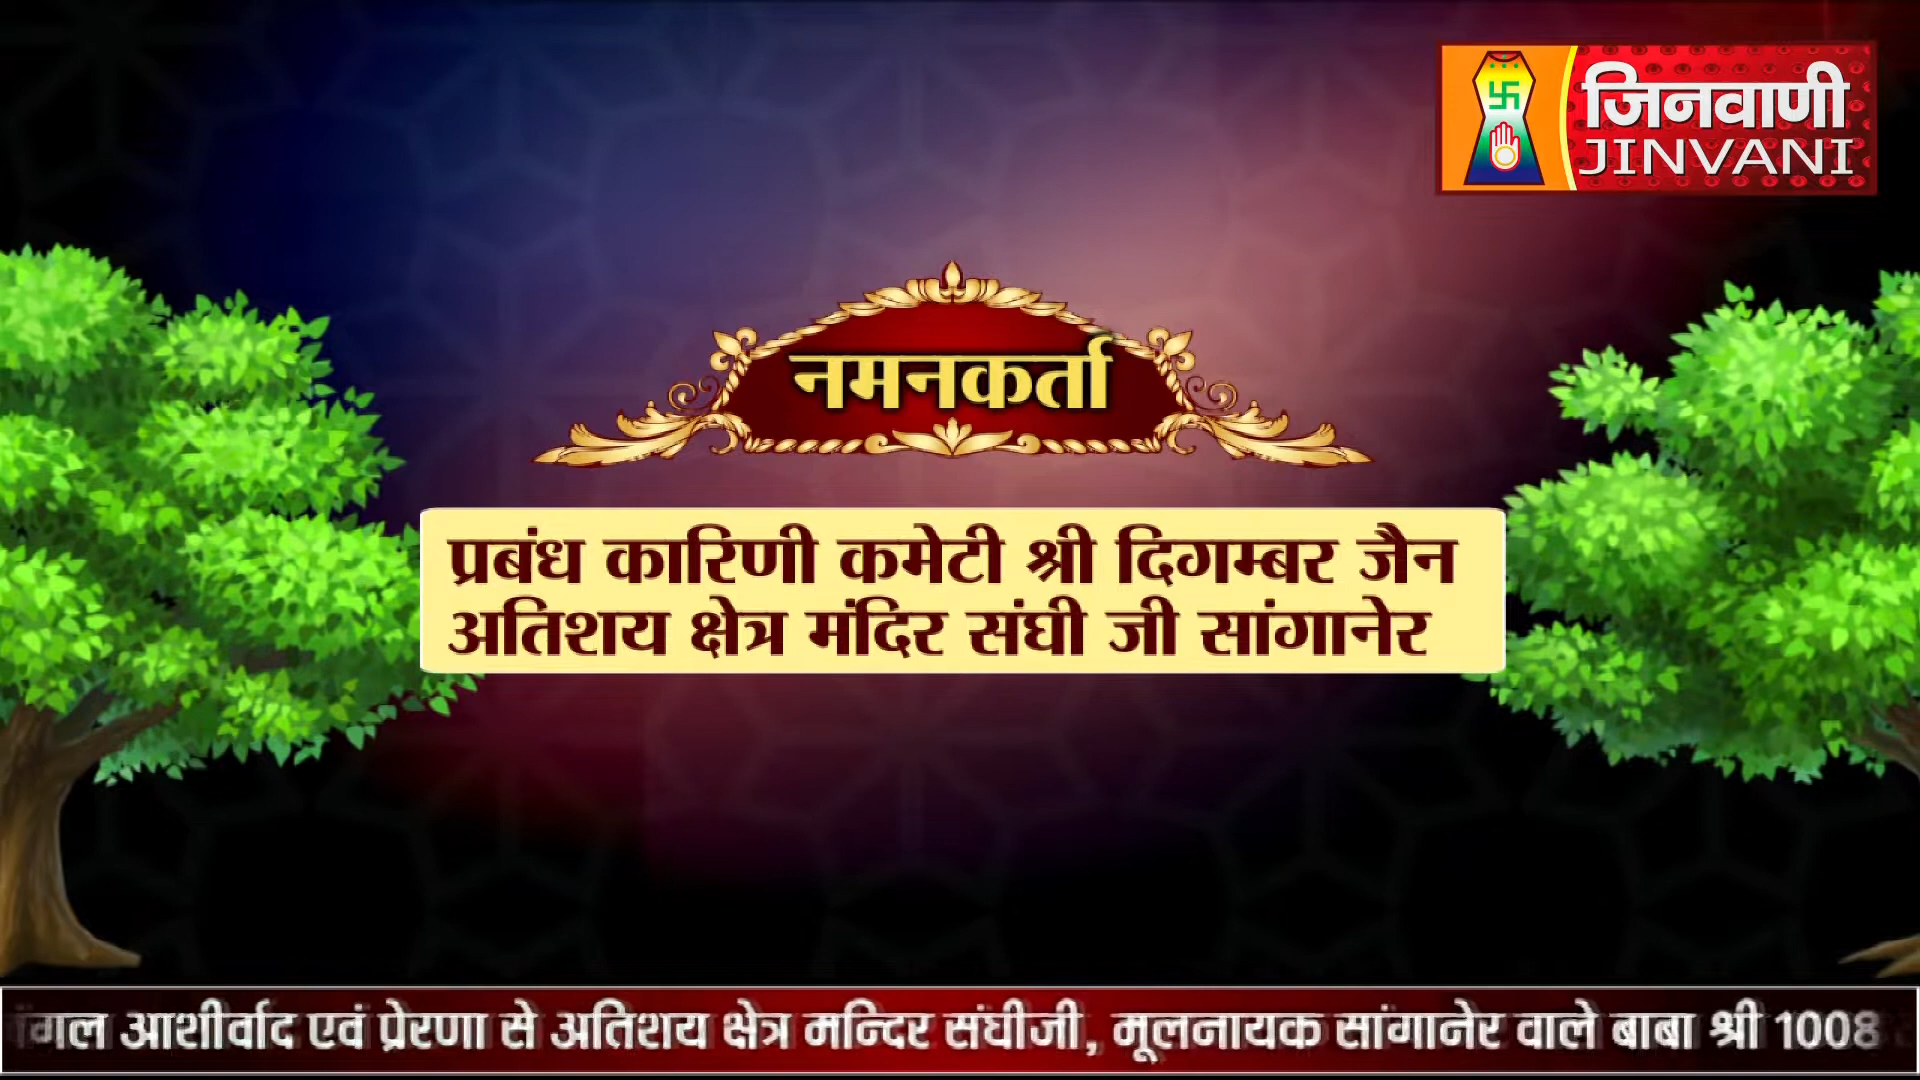 जिनवाणी
JINVANI
नमनकर्ता
प्रबंध कारिणी कमेटी श्री दिगम्बर जैन
अतिशय क्षेत्र मंदिर संघी जी सांगानेर
आशीर्वाद एवं प्रेरणा से अतिशय क्षेत्र मन्दिर संघीजी, मूलनायक सांगानेर वाले बाबा श्री 1008